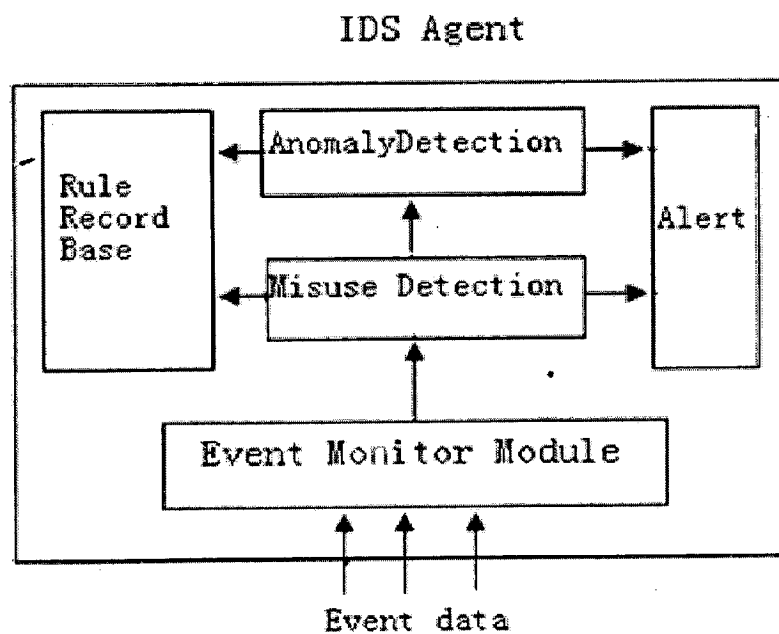 IDS Agent
AnomalyDetection
Rule
Record
Base
Alert
Misuse Detection
Event Monitor Module
Event data